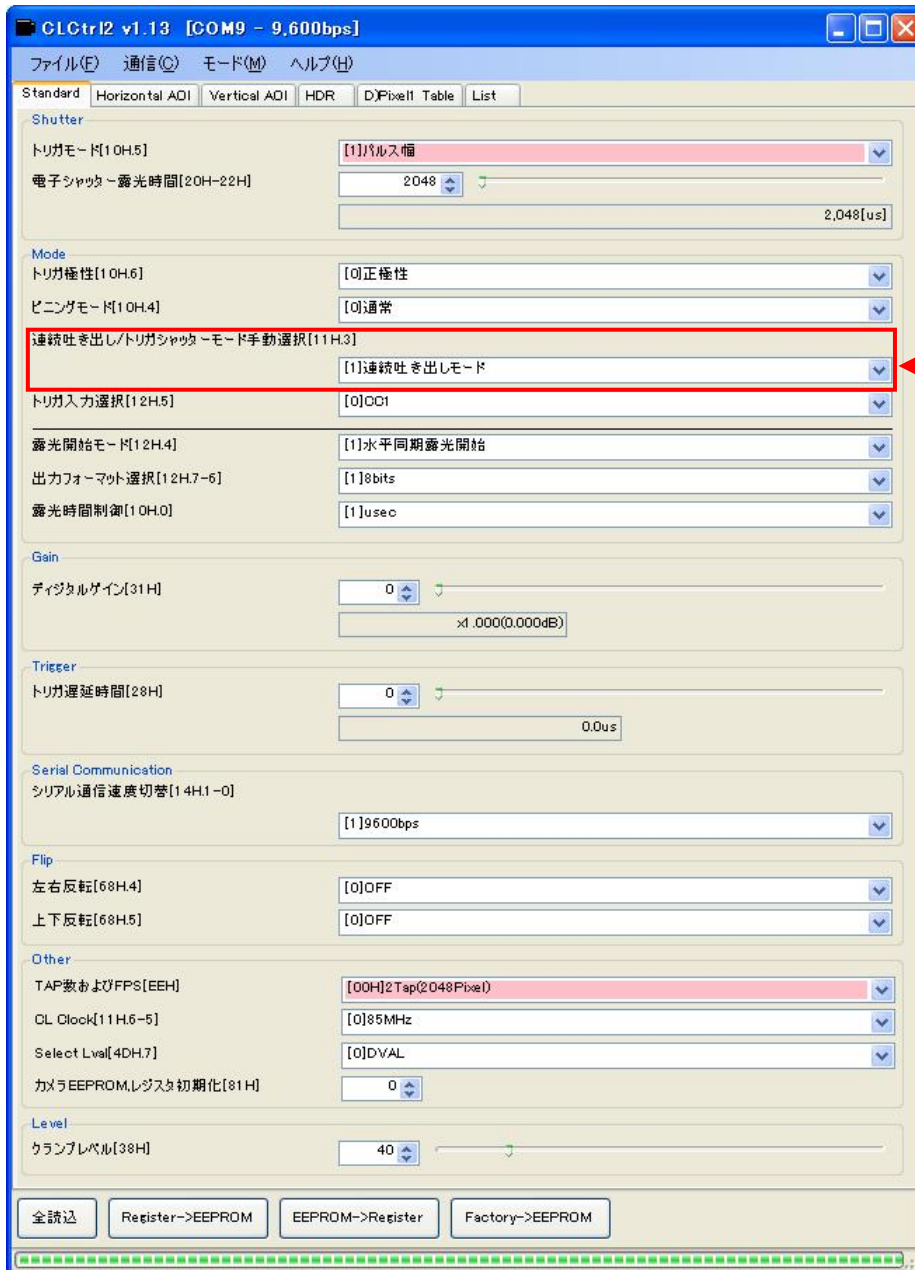 CLCtrl2 v1.13 [COM9 - 9,600bps]
ファイル(F) 通信(C) モード(M) ヘルプ(H)
Standard Horizontal AOI Vertical AOI HDR D)Pixel1 Table List
Shutter
トリガモード[10H.5] [1]パルス幅
電子シャッター露光時間[20H-22H] 2048
2,048[us]
Mode
トリガ極性[10H.6] [0]正極性
ビニングモード[10H.4] [0]通常
連続吐き出し/トリガシャッターモード手動選択[11H.3]
[1]連続吐き出しモード
トリガ入力選択[12H.5] [0]CC1
露光開始モード[12H.4] [1]水平同期露光開始
出力フォーマット選択[12H.7-6] [1]8bits
露光時間制御[10H.0] [1]usec
Gain
ディジタルゲイン[31H] 0
x1.000(0.000dB)
Trigger
トリガ遅延時間[28H] 0
0.0us
Serial Communication
シリアル通信速度切替[14H.1-0]
[1]9600bps
Flip
左右反転[68H.4] [0]OFF
上下反転[68H.5] [0]OFF
Other
TAP数およびFPS[EEH] [00H]2Tap(2048Pixel)
CL Clock[11H.6-5] [0]85MHz
Select Lval[4DH.7] [0]DVAL
カメラEEPROM,レジスタ初期化[81H] 0
Level
クランプレベル[38H] 40
全読込 Register->EEPROM EEPROM->Register Factory->EEPROM